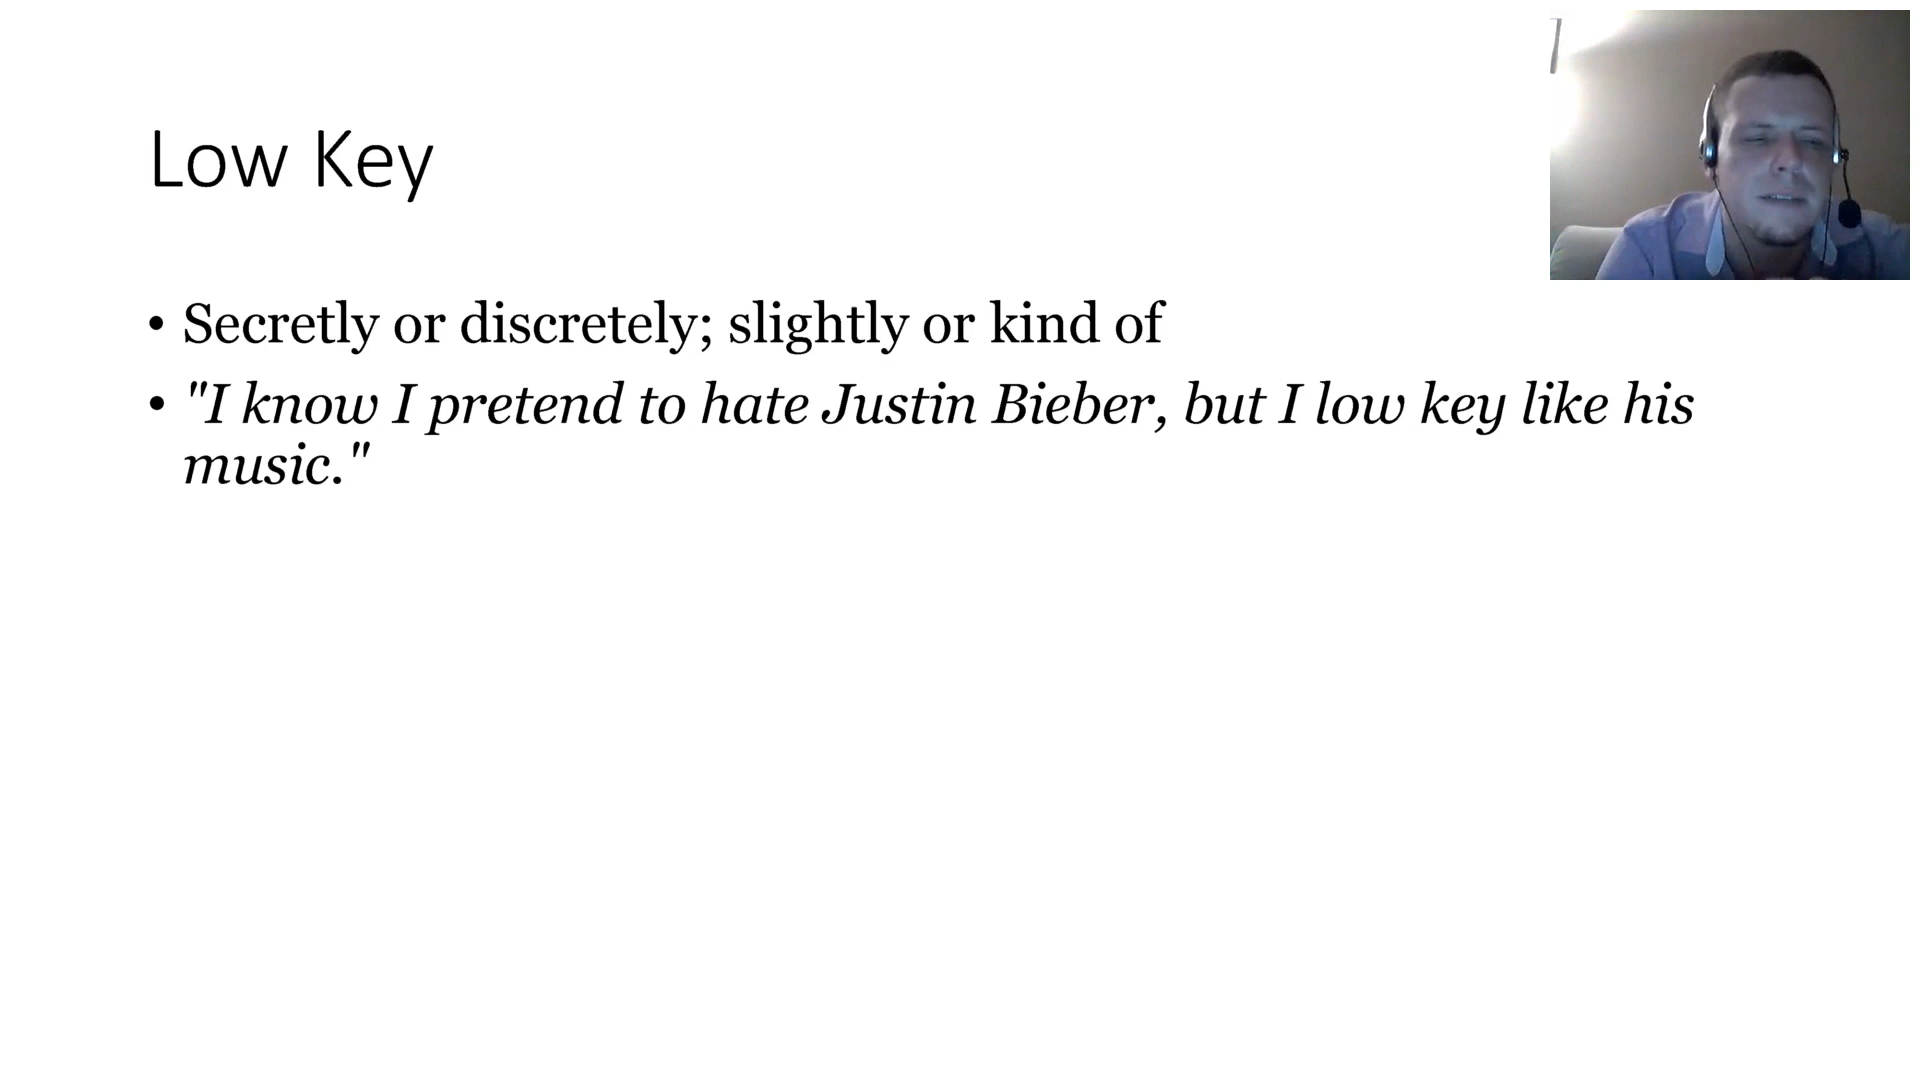 Low Key
• Secretly or discretely; slightly or kind of
• "I know I pretend to hate Justin Bieber, but I low key like his
music."